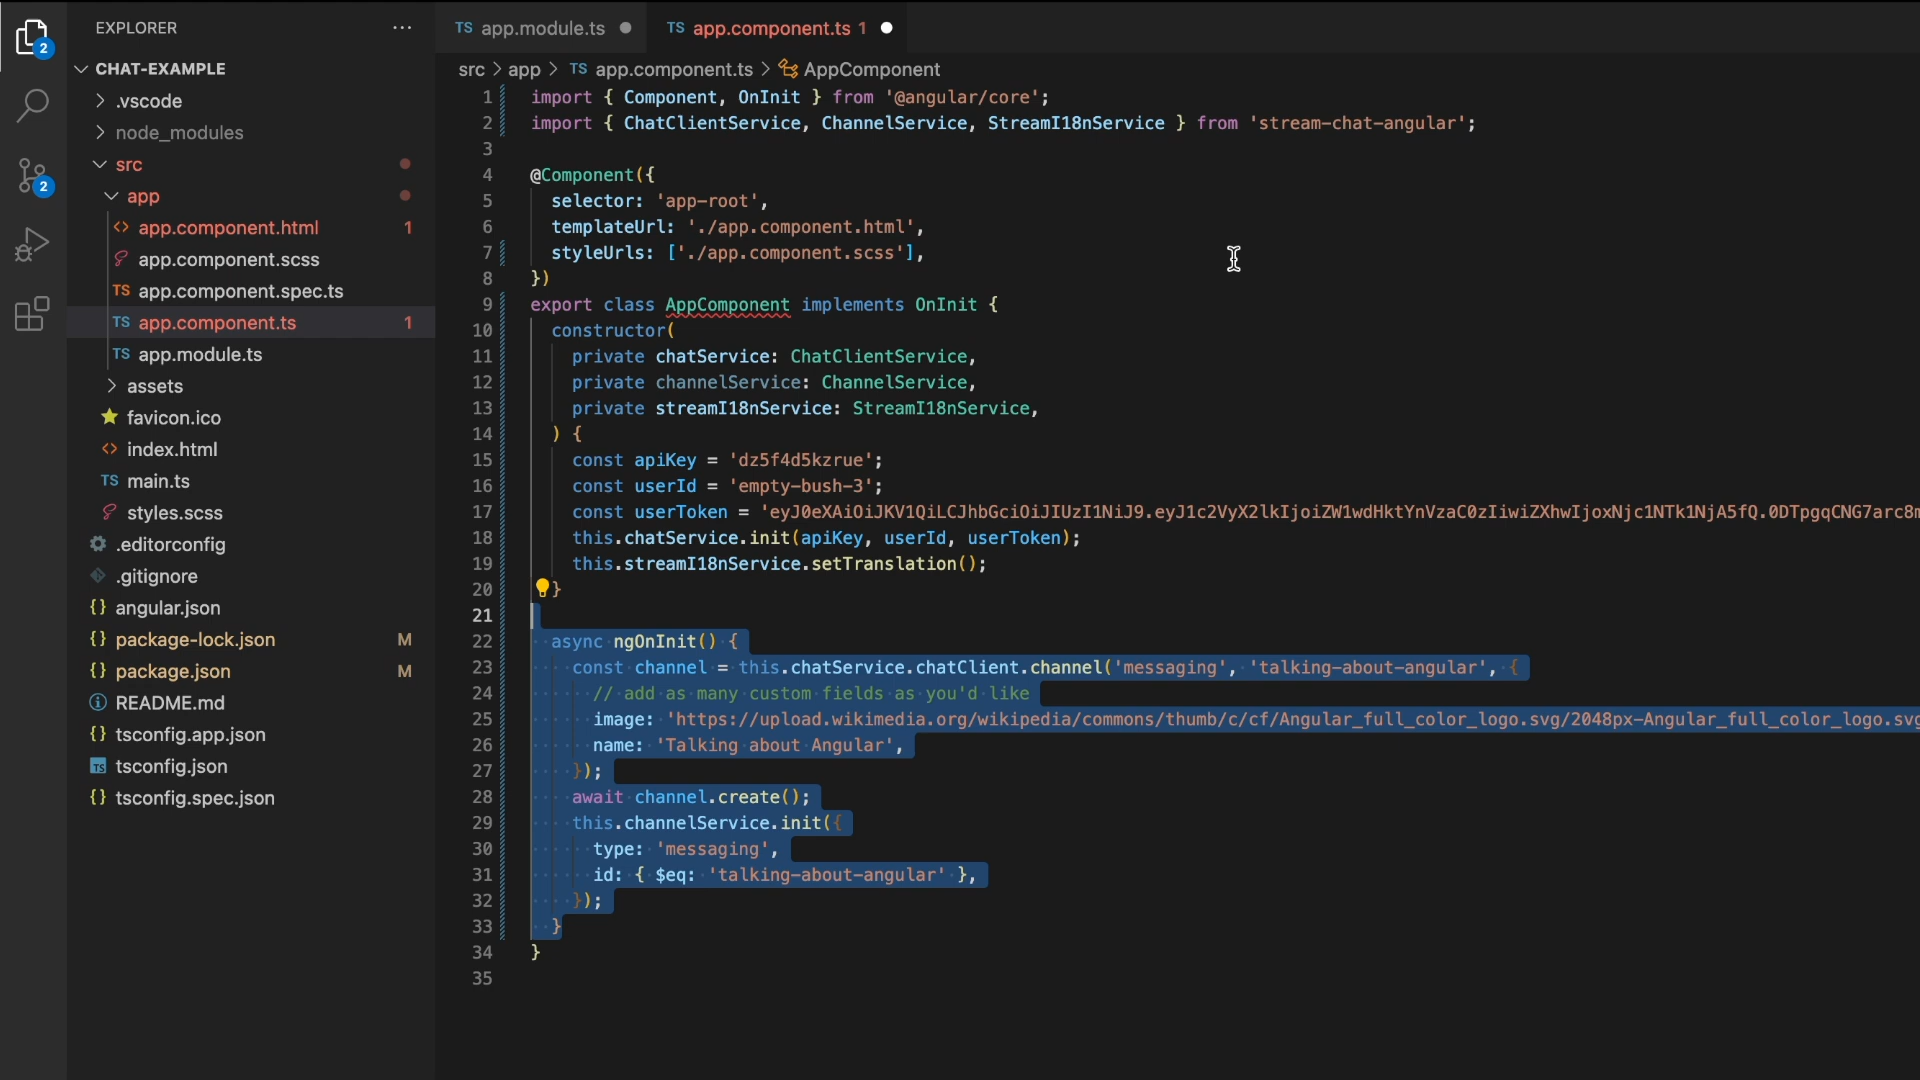 EXPLORER
2
CHAT-EXAMPLE
.vscode
node_modules
src
2
app
app.component.html 1
app.component.scss
TS app.component.spec.ts
TS app.component.ts 1
TS app.module.ts
assets
favicon.ico
index.html
TS main.ts
styles.scss
.editorconfig
.gitignore
{} angular.json
{} package-lock.json M
{} package.json M
README.md
{} tsconfig.app.json
TS tsconfig.json
{} tsconfig.spec.json
TS app.module.ts
TS app.component.ts 1
src > app > TS app.component.ts > AppComponent
1 import { Component, OnInit } from '@angular/core';
2 import { ChatClientService, ChannelService, StreamI18nService } from 'stream-chat-angular';
3
4 @Component({
5 selector: 'app-root',
6 templateUrl: './app.component.html',
7 styleUrls: ['./app.component.scss'],
8 })
9 export class AppComponent implements OnInit {
10 constructor(
11 private chatService: ChatClientService,
12 private channelService: ChannelService,
13 private streamI18nService: StreamI18nService,
14 ) {
15 const apiKey = 'dz5f4d5kzrue';
16 const userId = 'empty-bush-3';
17 const userToken = 'eyJ0eXAiOiJKV1QiLCJhbGciOiJIUzI1NiJ9.eyJ1c2VyX2lkIjoiZW1wdHktYnVzaC0zIiwiZXhwIjoxNjc1NTk1NjA5fQ.0DTpgqCNG7arc8m
18 this.chatService.init(apiKey, userId, userToken);
19 this.streamI18nService.setTranslation();
20 }
21
22 async ngOnInit() {
23 const channel = this.chatService.chatClient.channel('messaging', 'talking-about-angular', {
24 // add as many custom fields as you'd like
25 image: 'https://upload.wikimedia.org/wikipedia/commons/thumb/c/cf/Angular_full_color_logo.svg/2048px-Angular_full_color_logo.svg
26 name: 'Talking about Angular',
27 });
28 await channel.create();
29 this.channelService.init({
30 type: 'messaging',
31 id: { $eq: 'talking-about-angular' },
32 });
33 }
34 }
35